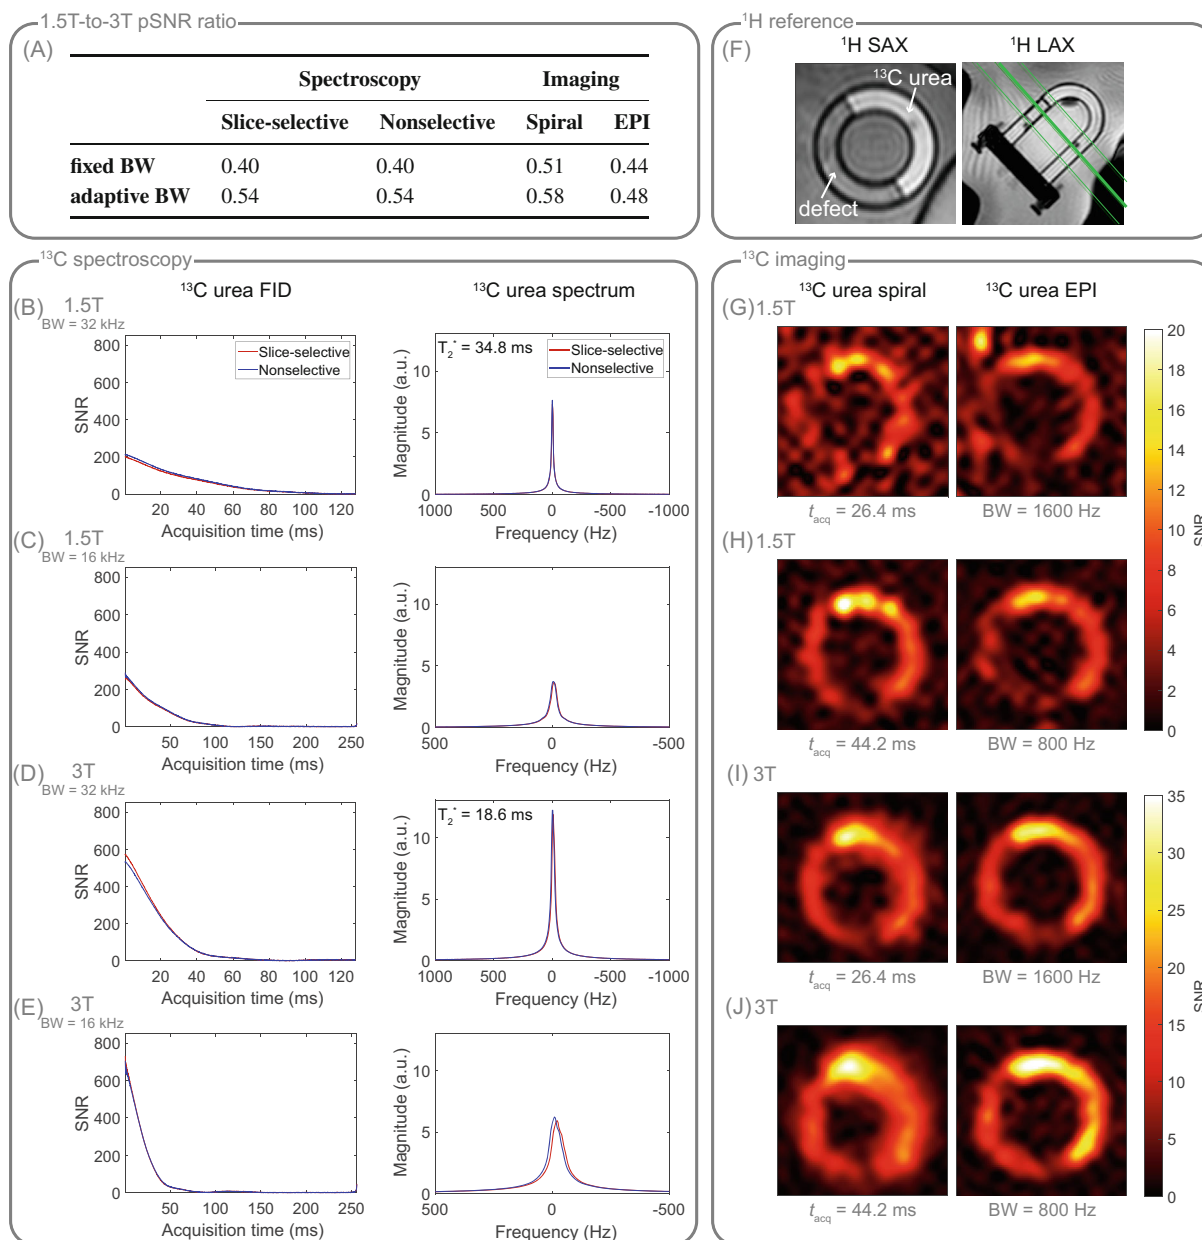 1.5T-to-3T pSNR ratio
(A)
Spectroscopy Imaging
Slice-selective Nonselective Spiral EPI
fixed BW 0.40 0.40 0.51 0.44
adaptive BW 0.54 0.54 0.58 0.48
¹H reference
(F) ¹H SAX ¹H LAX
¹³C urea
defect
¹³C spectroscopy
¹³C urea FID ¹³C urea spectrum
(B) 1.5T
BW = 32 kHz
800
600
400
200
0
SNR
Slice-selective
Nonselective
20 40 60 80 100 120
Acquisition time (ms)
T₂* = 34.8 ms
Slice-selective
Nonselective
10
5
0
Magnitude (a.u.)
1000 500 0 -500 -1000
Frequency (Hz)
(C) 1.5T
BW = 16 kHz
800
600
400
200
0
SNR
50 100 150 200 250
Acquisition time (ms)
10
5
0
Magnitude (a.u.)
500 0 -500
Frequency (Hz)
(D) 3T
BW = 32 kHz
800
600
400
200
0
SNR
20 40 60 80 100 120
Acquisition time (ms)
T₂* = 18.6 ms
10
5
0
Magnitude (a.u.)
1000 500 0 -500 -1000
Frequency (Hz)
(E) 3T
BW = 16 kHz
800
600
400
200
0
SNR
50 100 150 200 250
Acquisition time (ms)
10
5
0
Magnitude (a.u.)
500 0 -500
Frequency (Hz)
¹³C imaging
¹³C urea spiral ¹³C urea EPI
(G) 1.5T
t_acq = 26.4 ms BW = 1600 Hz
(H) 1.5T
t_acq = 44.2 ms BW = 800 Hz
20
18
16
14
12
10
8
6
4
2
0
SNR
(I) 3T
t_acq = 26.4 ms BW = 1600 Hz
(J) 3T
t_acq = 44.2 ms BW = 800 Hz
35
30
25
20
15
10
5
0
SNR